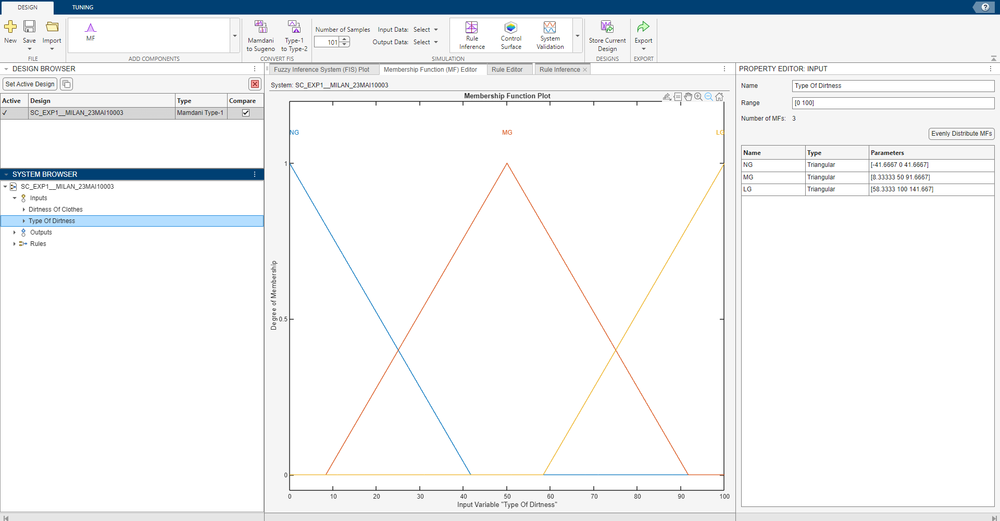 DESIGN TUNING
?
New Save Import
FILE
MF
ADD COMPONENTS
Mamdani to Sugeno
Type-1 to Type-2
CONVERT FIS
Number of Samples
101
Input Data: Select
Output Data: Select
Rule Inference
Control Surface
System Validation
SIMULATION
Store Current Design
DESIGNS
Export
EXPORT
DESIGN BROWSER
Set Active Design
Active Design Type Compare
✓ SC_EXP1__MILAN_23MAI10003 Mamdani Type-1
SYSTEM BROWSER
SC_EXP1__MILAN_23MAI10003
Inputs
Dirtness Of Clothes
Type Of Dirtness
Outputs
Rules
Fuzzy Inference System (FIS) Plot Membership Function (MF) Editor Rule Editor Rule Inference
System: SC_EXP1__MILAN_23MAI10003
Membership Function Plot
NG MG LG
1
0.5
0
Degree of Membership
0 10 20 30 40 50 60 70 80 90 100
Input Variable "Type Of Dirtness"
PROPERTY EDITOR: INPUT
Name Type Of Dirtness
Range [0 100]
Number of MFs: 3
Evenly Distribute MFs
Name Type Parameters
NG Triangular [-41.6667 0 41.6667]
MG Triangular [8.33333 50 91.6667]
LG Triangular [58.3333 100 141.667]